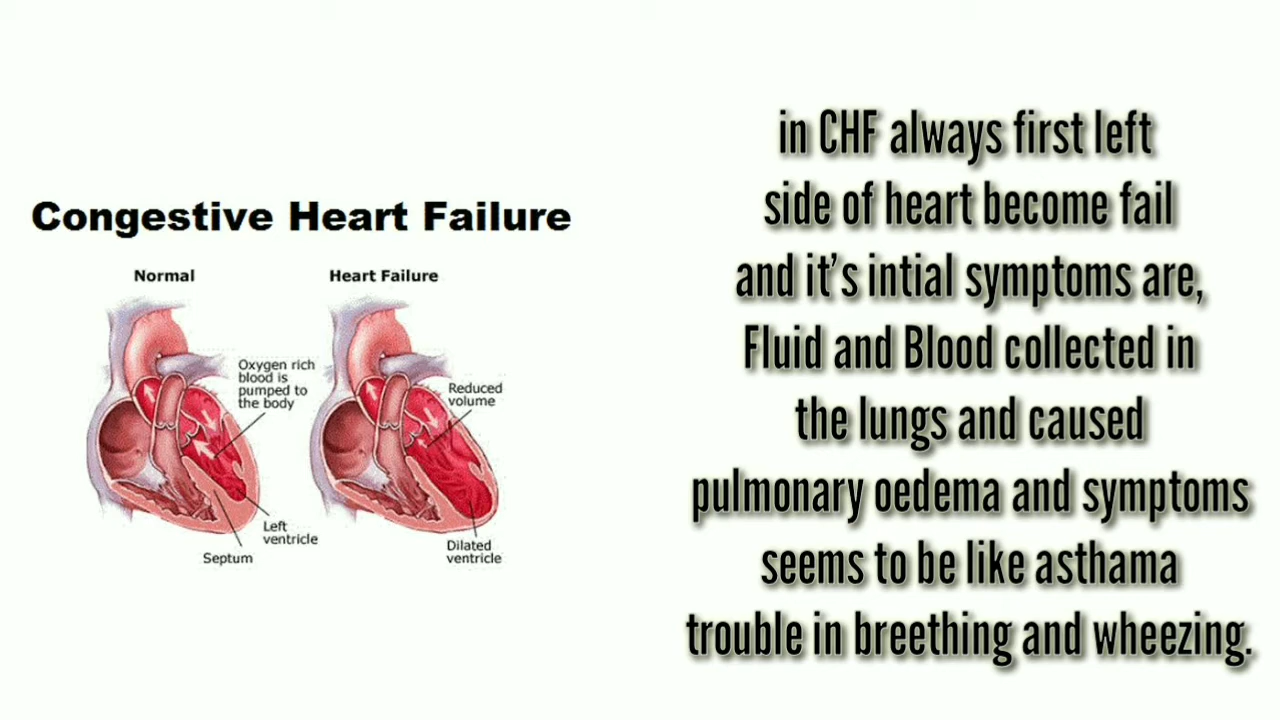 Congestive Heart Failure
Normal
Heart Failure
Oxygen rich
blood is
pumped to
the body
Reduced
volume
Left
ventricle
Septum
Dilated
ventricle
in CHF always first left
side of heart become fail
and it's intial symptoms are,
Fluid and Blood collected in
the lungs and caused
pulmonary oedema and symptoms
seems to be like asthama
trouble in breething and wheezing.